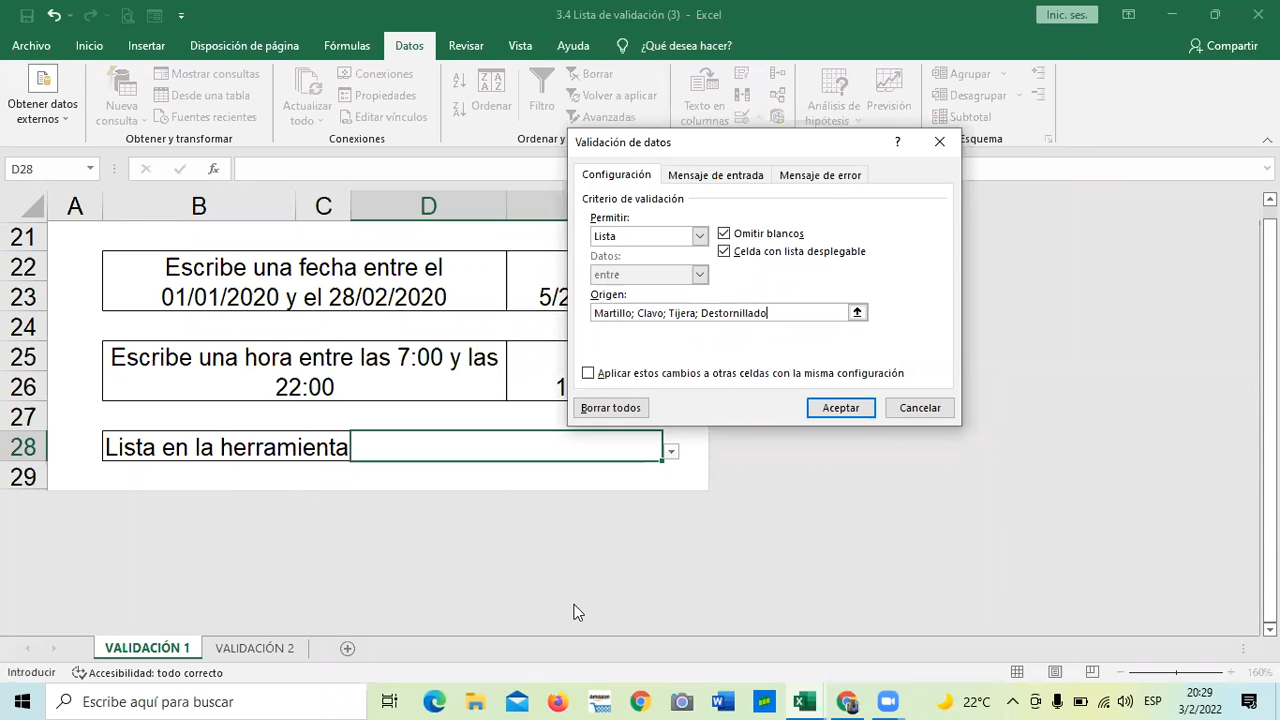 3.4 Lista de validación (3) - Excel
Inic. ses.
Archivo Inicio Insertar Disposición de página Fórmulas Datos Revisar Vista Ayuda ¿Qué desea hacer? Compartir
Obtener datos externos
Nueva consulta
Mostrar consultas
Desde una tabla
Fuentes recientes
Obtener y transformar
Actualizar todo
Conexiones
Propiedades
Editar vínculos
Conexiones
Ordenar
Filtro
Borrar
Volver a aplicar
Avanzadas
Ordenar y
Texto en columnas
Análisis de hipótesis
Previsión
Agrupar
Desagrupar
Subtotal
Esquema
D28
fx
A B C D
21
22
23
24
25
26
27
28
29
Escribe una fecha entre el
01/01/2020 y el 28/02/2020
5/2
Escribe una hora entre las 7:00 y las
22:00
1
Lista en la herramienta
Validación de datos
? 
Configuración Mensaje de entrada Mensaje de error
Criterio de validación
Permitir:
Lista
Omitir blancos
Celda con lista desplegable
Datos:
entre
Origen:
Martillo; Clavo; Tijera; Destornillado
Aplicar estos cambios a otras celdas con la misma configuración
Borrar todos Aceptar Cancelar
VALIDACIÓN 1 VALIDACIÓN 2
Introducir Accesibilidad: todo correcto 160%
Escribe aquí para buscar
22°C
ESP
20:29
3/2/2022